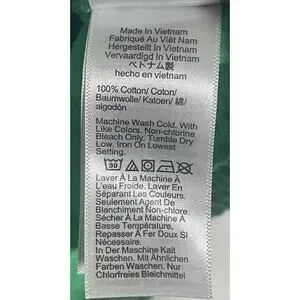 Made In Vietnam
Fabriqué Au Viêt Nam
Hergestellt In Vietnam
Vervaardigd In Vietnam
ベトナム製
hecho en vietnam
100% Cotton/ Coton/
Baumwolle/ Katoen/ 綿/
algodón
Machine Wash Cold, With
Like Colors. Non-chlorine
Bleach Only. Tumble Dry
Low. Iron On Lowest
Setting.
30
Laver À La Machine À
L'eau Froide. Laver En
Séparant Les Couleurs.
Seulement Agent De
Blanchiment Non-chlore.
Sécher À La Machine À
Basse Température.
Repasser À Fer Doux Si
Nécessaire.
In Der Maschine Kalt
Waschen. Mit Ähnlichen
Farben Waschen. Nur
Chlorfreies Bleichmittel